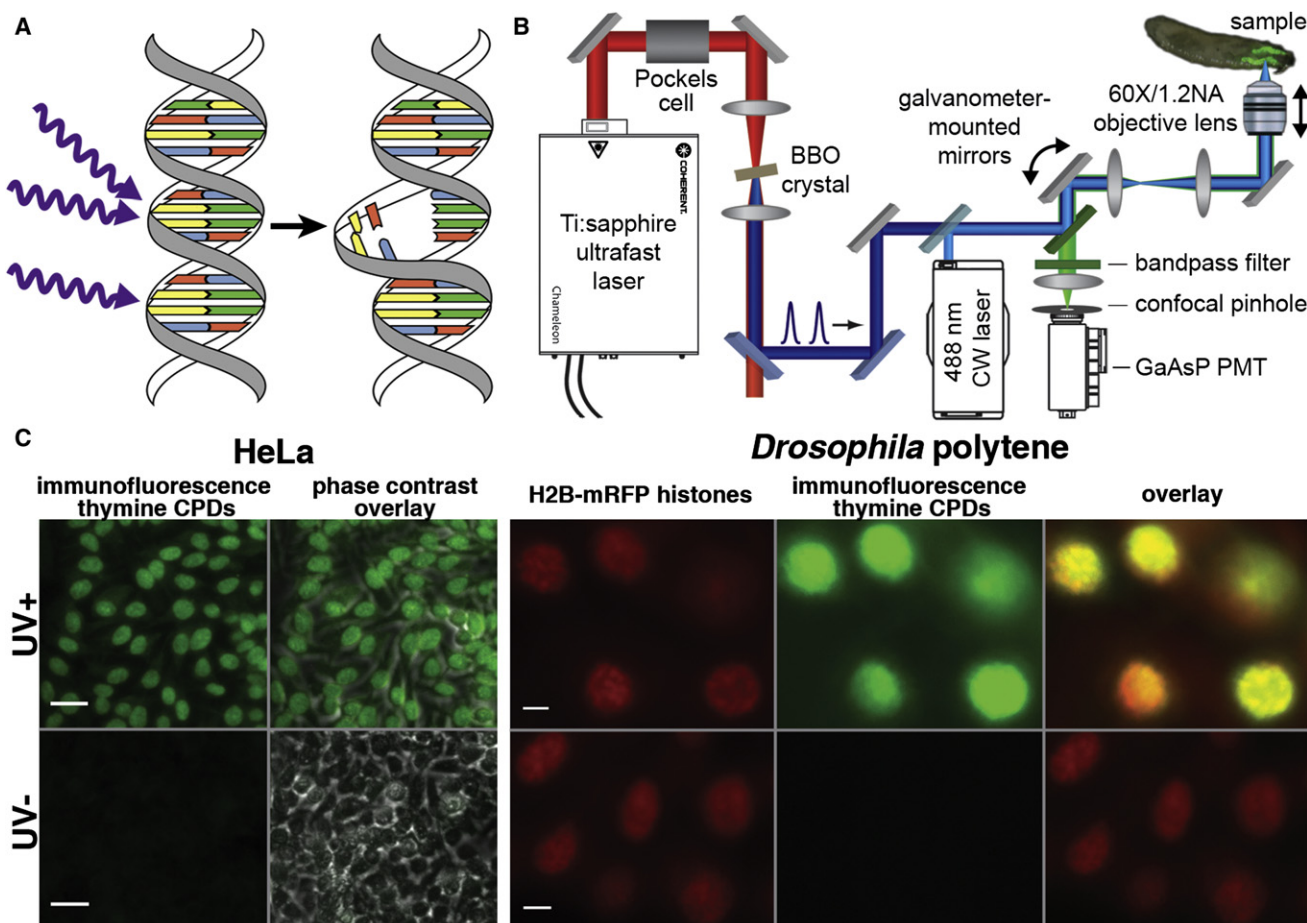 A
B
sample
Pockels
cell
60X/1.2NA
objective lens
galvanometer-
mounted
mirrors
BBO
crystal
COHERENT
Ti:sapphire
ultrafast
laser
Chameleon
488 nm
CW laser
bandpass filter
confocal pinhole
GaAsP PMT
C
HeLa
Drosophila polytene
immunofluorescence
thymine CPDs
phase contrast
overlay
H2B-mRFP histones
immunofluorescence
thymine CPDs
overlay
UV+
UV-